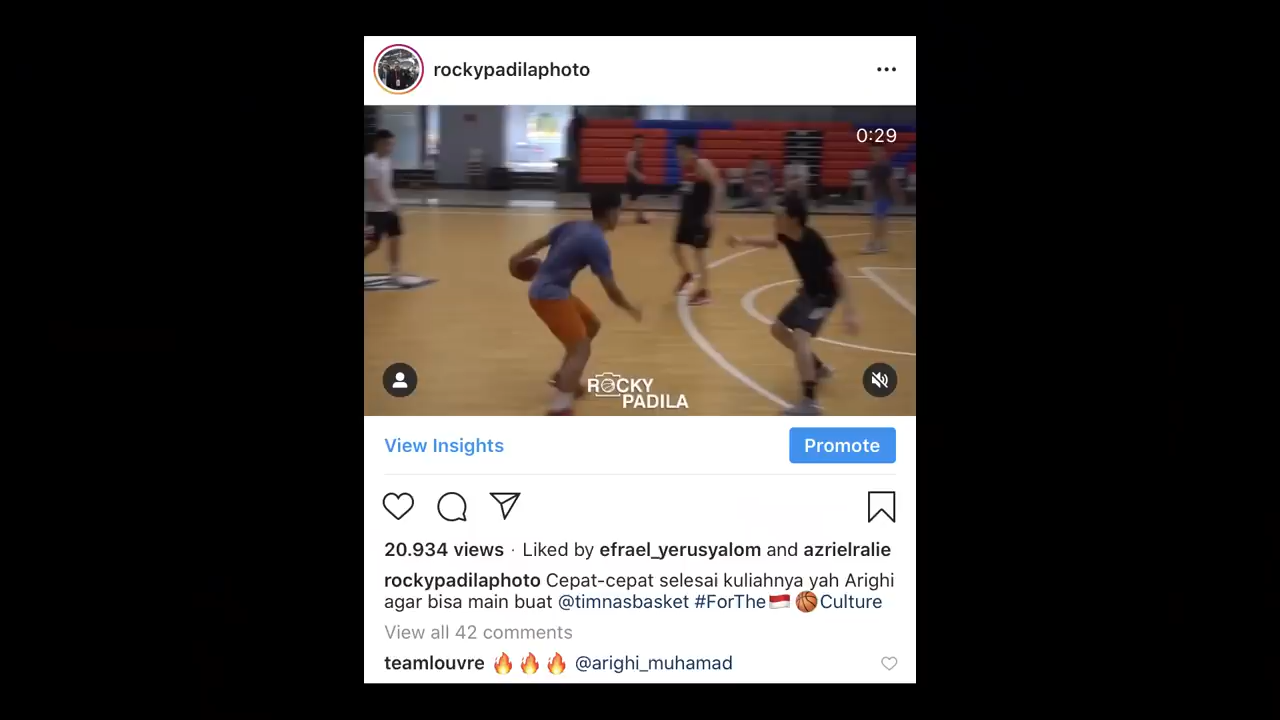 rockypadilaphoto
0:29
ROCKY
PADILA
View Insights
Promote
20.934 views · Liked by efrael_yerusyalom and azrielralie
rockypadilaphoto Cepat-cepat selesai kuliahnya yah Arighi
agar bisa main buat @timnasbasket #ForThe🇮🇩 🏀Culture
View all 42 comments
teamlouvre 🔥🔥🔥 @arighi_muhamad